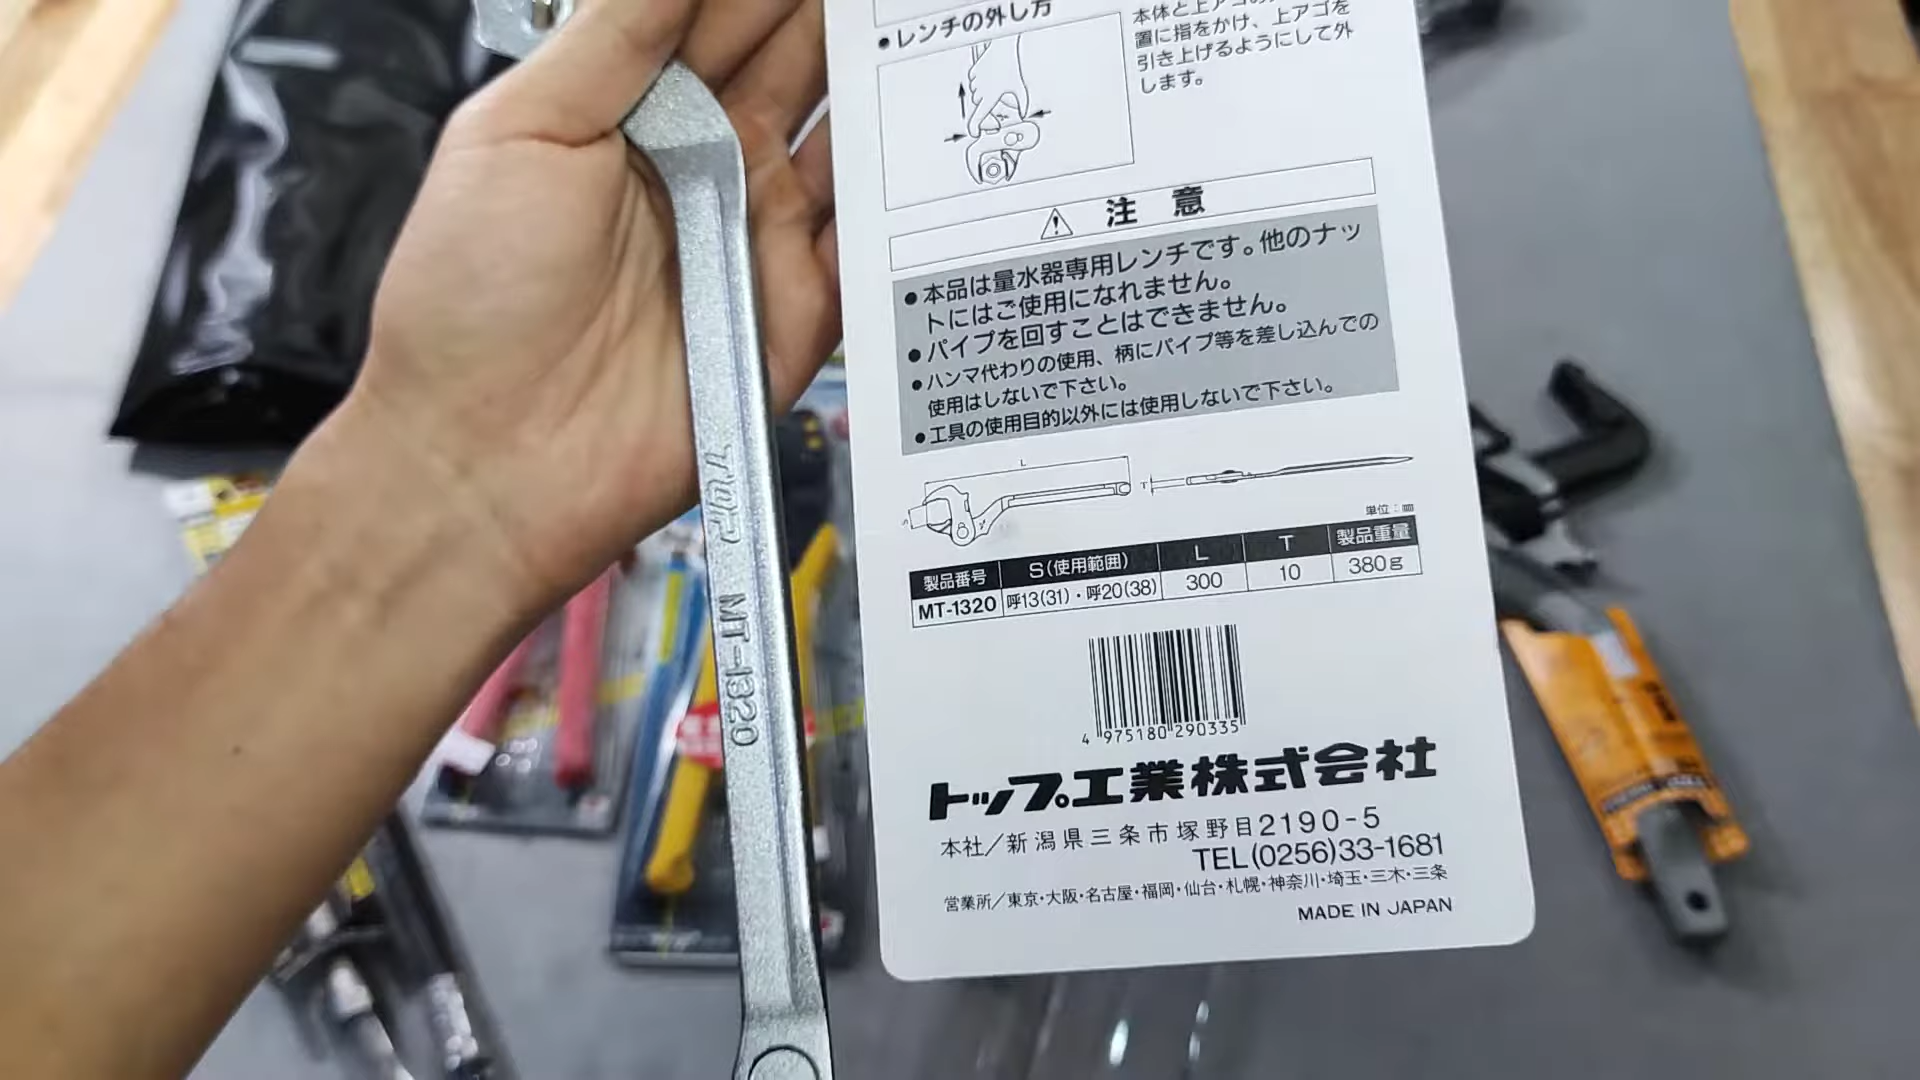 ●レンチの外し方
本体と上アゴの
置に指をかけ、上アゴを
引き上げるようにして外
します。
注意
●本品は量水器専用レンチです。他のナッ
トにはご使用になれません。
●パイプを回すことはできません。
●ハンマ代わりの使用、柄にパイプ等を差し込んでの
使用はしないで下さい。
●工具の使用目的以外には使用しないで下さい。
L
T
S
単位：㎜
製品番号 S(使用範囲) L T 製品重量
MT-1320 呼13(31)・呼20(38) 300 10 380g
4 975180 290335
トップ工業株式会社
本社／新潟県三条市塚野目2190-5
TEL(0256)33-1681
営業所／東京・大阪・名古屋・福岡・仙台・札幌・神奈川・埼玉・三木・三条
MADE IN JAPAN
TOP MT-1320